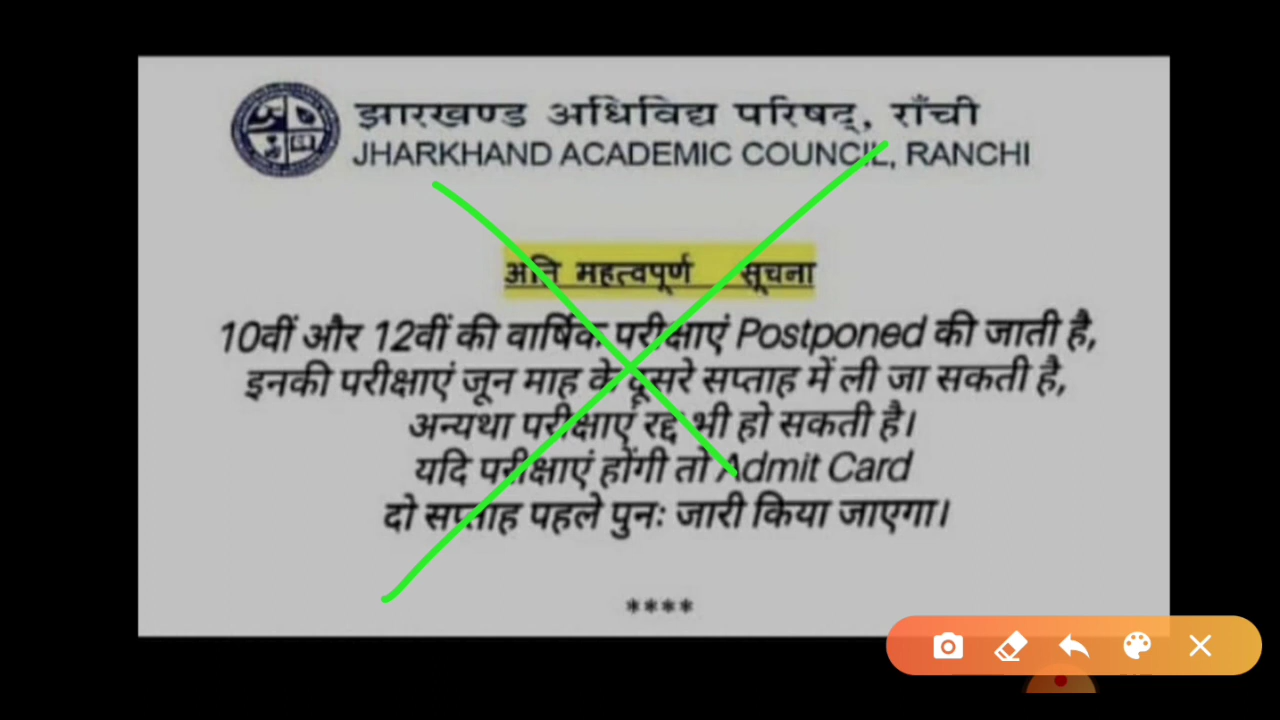 झारखण्ड अधिविद्य परिषद्, राँची
JHARKHAND ACADEMIC COUNCIL, RANCHI
अति महत्वपूर्ण सूचना
10वीं और 12वीं की वार्षिक परीक्षाएं Postponed की जाती है,
इनकी परीक्षाएं जून माह के दूसरे सप्ताह में ली जा सकती है,
अन्यथा परीक्षाएं रद्द भी हो सकती है।
यदि परीक्षाएं होंगी तो Admit Card
दो सप्ताह पहले पुनः जारी किया जाएगा।
****